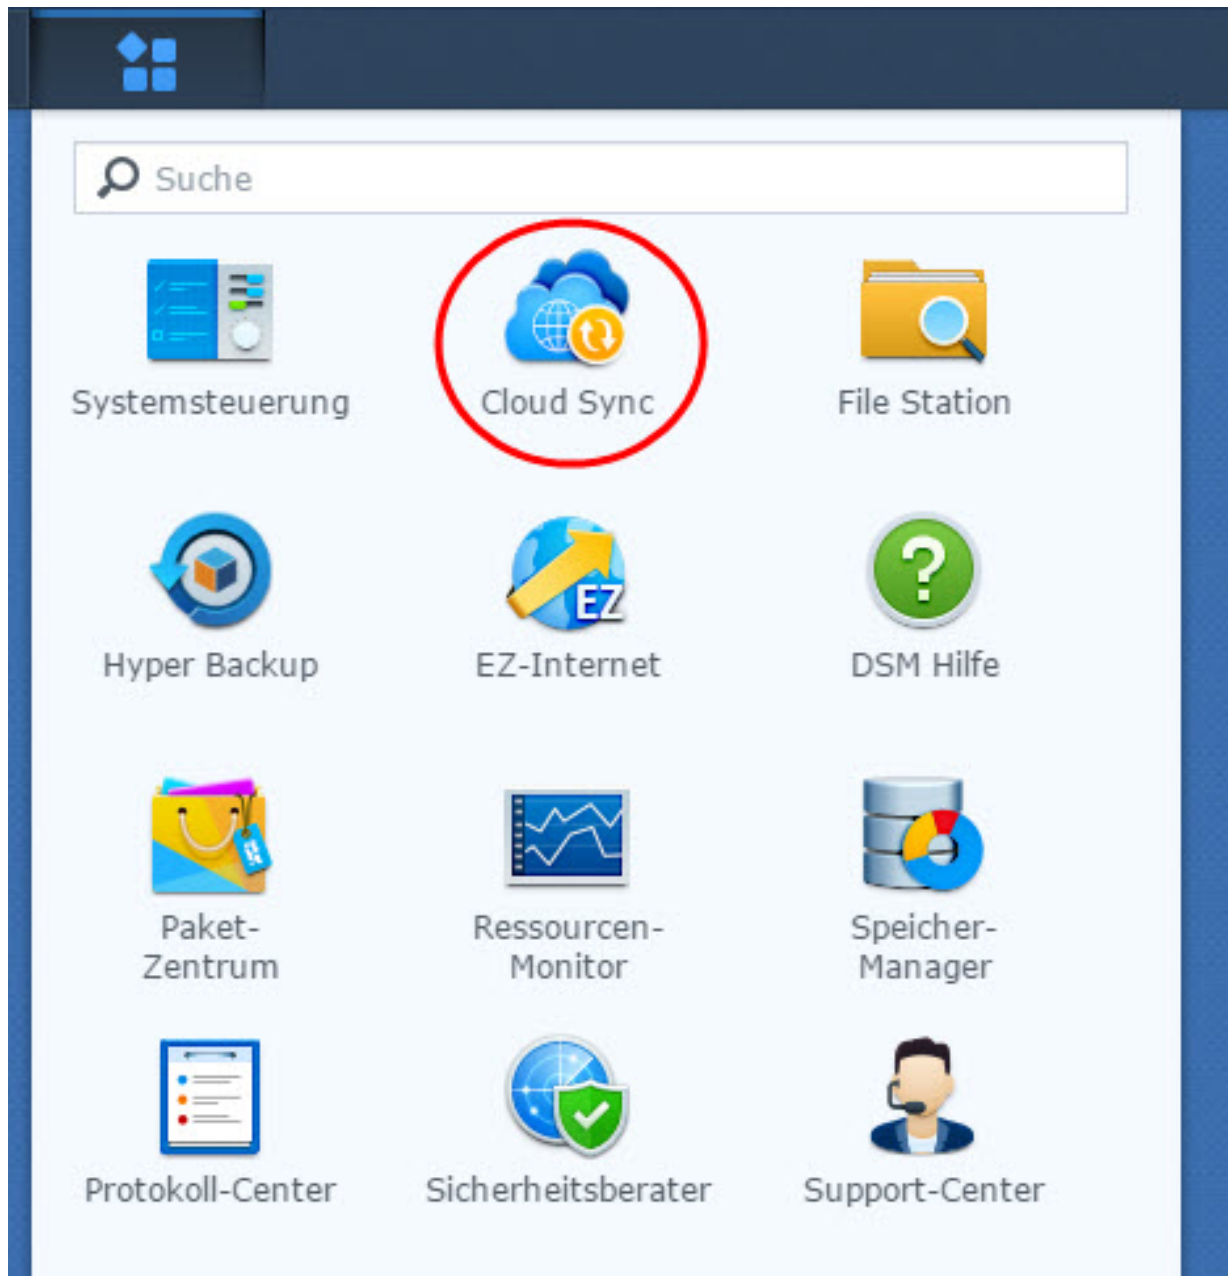 Suche
Systemsteuerung
Cloud Sync
File Station
EZ
Hyper Backup
EZ-Internet
DSM Hilfe
Paket-
Zentrum
Ressourcen-
Monitor
Speicher-
Manager
Protokoll-Center
Sicherheitsberater
Support-Center